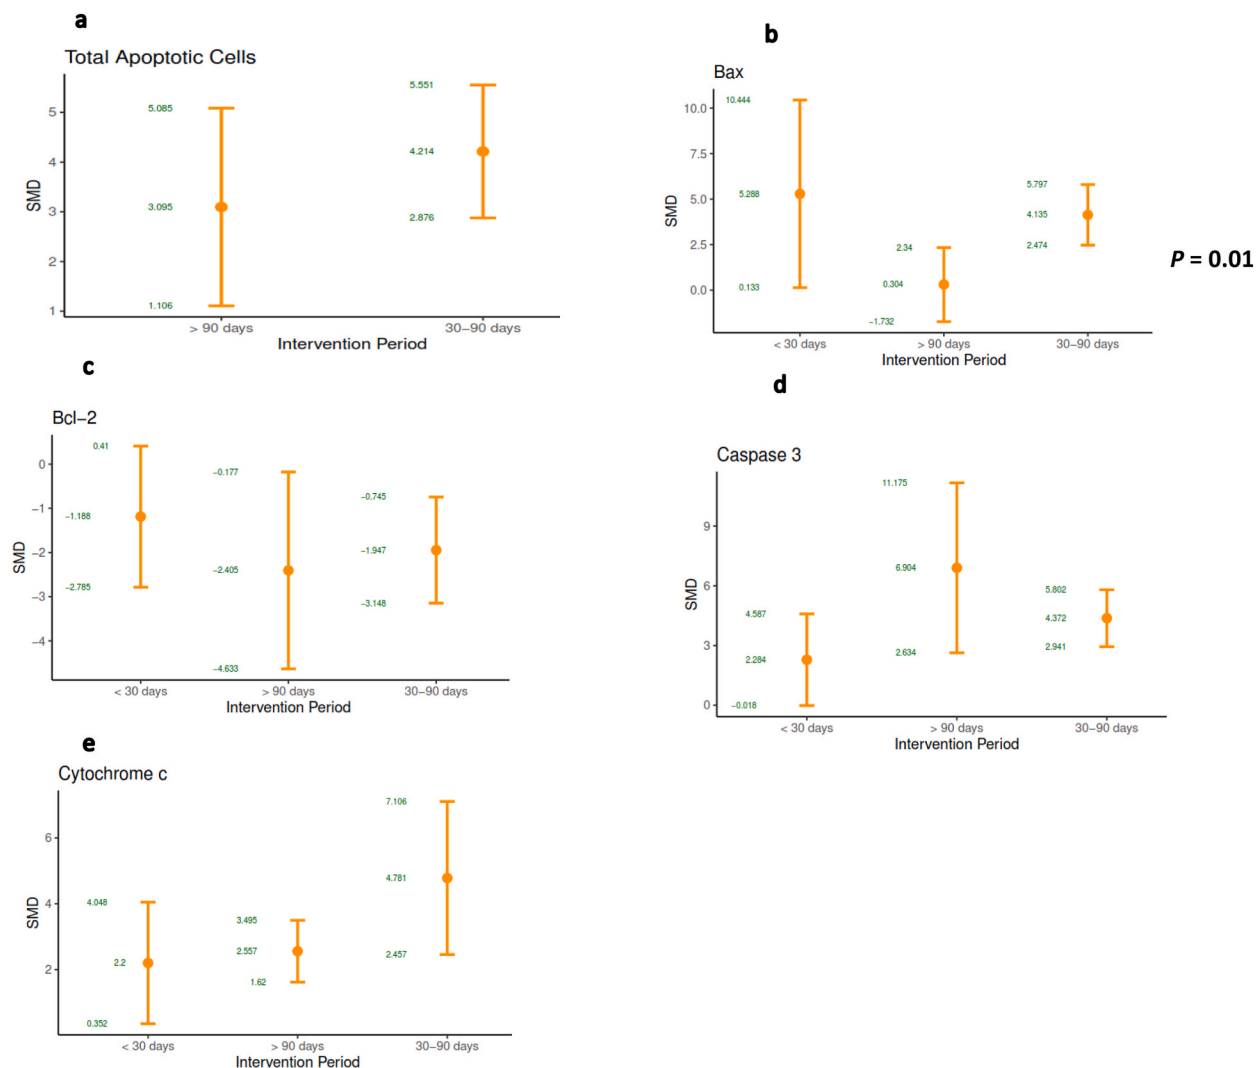 a
Total Apoptotic Cells
SMD
5
4
3
2
1
5.085
3.095
1.106
5.551
4.214
2.876
> 90 days
30−90 days
Intervention Period
b
Bax
SMD
10.0
7.5
5.0
2.5
0.0
10.444
5.288
0.133
2.34
0.304
−1.732
5.797
4.135
2.474
< 30 days
> 90 days
30−90 days
Intervention Period
P = 0.01
c
Bcl−2
SMD
0
−1
−2
−3
−4
0.41
−1.188
−2.785
−0.177
−2.405
−4.633
−0.745
−1.947
−3.148
< 30 days
> 90 days
30−90 days
Intervention Period
d
Caspase 3
SMD
9
6
3
0
4.587
2.284
−0.018
11.175
6.904
2.634
5.802
4.372
2.941
< 30 days
> 90 days
30−90 days
Intervention Period
e
Cytochrome c
SMD
6
4
2
4.048
2.2
0.352
3.495
2.557
1.62
7.106
4.781
2.457
< 30 days
> 90 days
30−90 days
Intervention Period